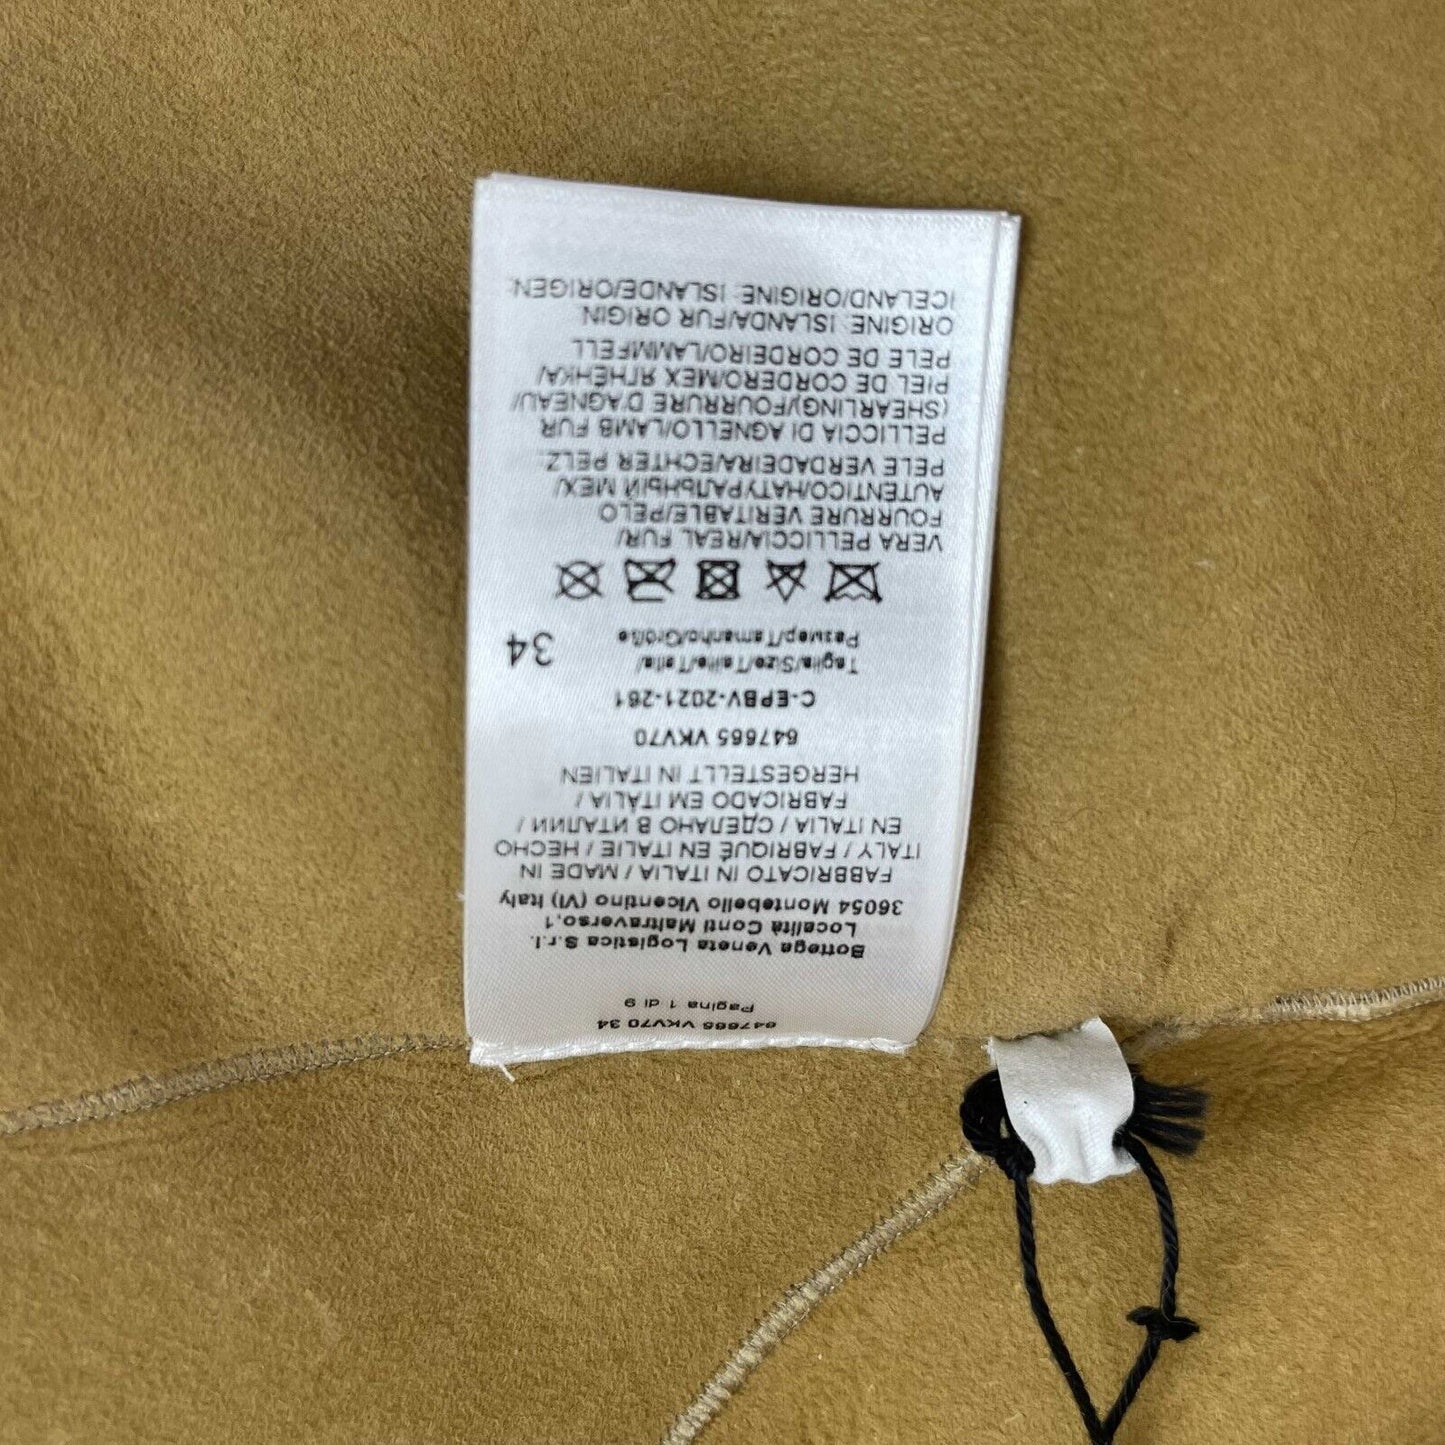 647665 VKV70 34
Pagina 1 di 9
Bottega Veneta Logistica S.r.l.
Località Conti Maltraverso,1
36054 Montebello Vicentino (VI) Italy
FABBRICATO IN ITALIA / MADE IN
ITALY / FABRIQUÉ EN ITALIE / HECHO
EN ITALIA / СДЕЛАНО В ИТАЛИИ /
FABRICADO EM ITÁLIA /
HERGESTELLT IN ITALIEN
647665 VKV70
C-EPBV-2021-261
Taglia/Size/Taille/Talla/
Размер/Tamanho/Größe
34
VERA PELLICCIA/REAL FUR/
FOURRURE VERITABLE/PELO
AUTENTICO/НАТУРАЛЬНЫЙ МЕХ/
PELE VERDADEIRA/ECHTER PELZ.
PELLICCIA DI AGNELLO/LAMB FUR
(SHEARLING)/FOURRURE D'AGNEAU/
PIEL DE CORDERO/МЕХ ЯГНЁНКА/
PELE DE CORDEIRO/LAMMFELL
ORIGINE: ISLANDA/FUR ORIGIN
ICELAND/ORIGINE: ISLANDE/ORIGEN: